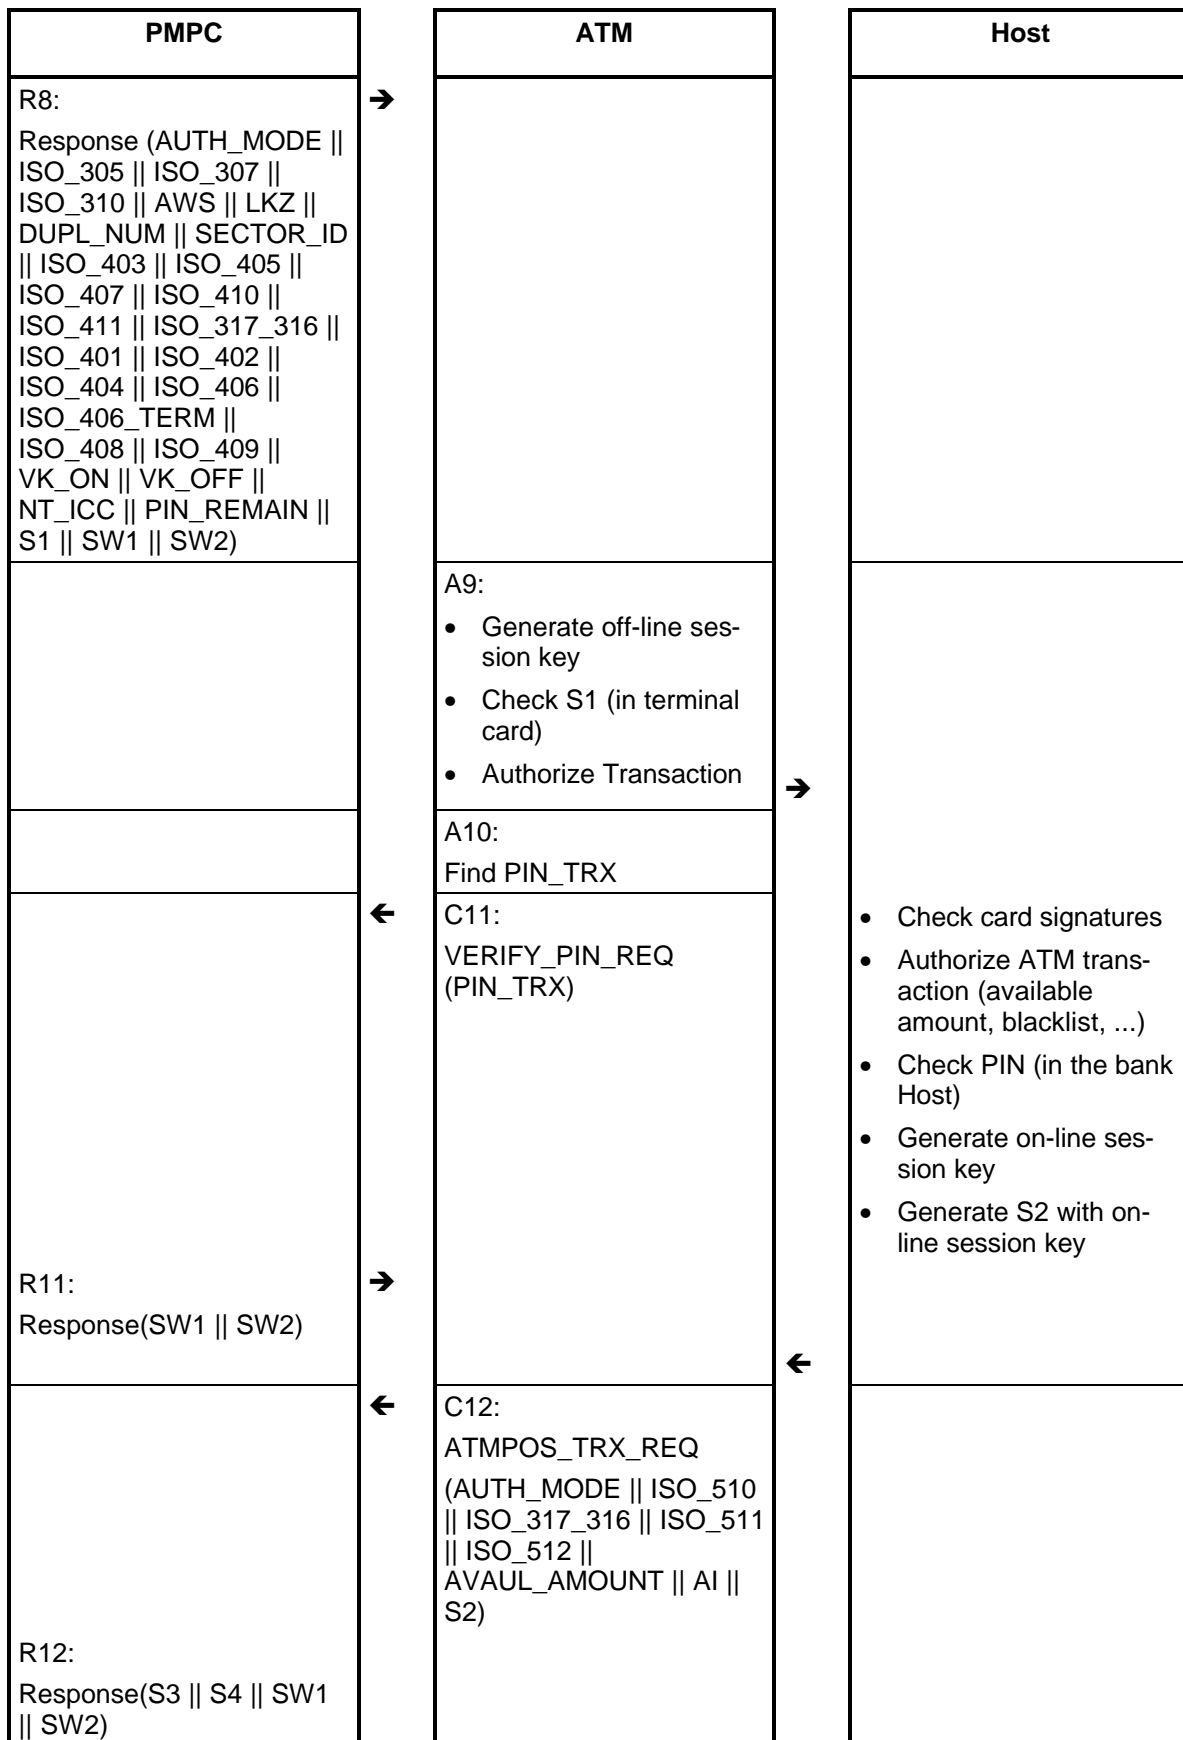 PMPC
ATM
Host
R8:
➔
Response (AUTH_MODE ||
ISO_305 || ISO_307 ||
ISO_310 || AWS || LKZ ||
DUPL_NUM || SECTOR_ID
|| ISO_403 || ISO_405 ||
ISO_407 || ISO_410 ||
ISO_411 || ISO_317_316 ||
ISO_401 || ISO_402 ||
ISO_404 || ISO_406 ||
ISO_406_TERM ||
ISO_408 || ISO_409 ||
VK_ON || VK_OFF ||
NT_ICC || PIN_REMAIN ||
S1 || SW1 || SW2)
A9:
• Generate off-line ses-
sion key
• Check S1 (in terminal
card)
• Authorize Transaction
➔
A10:
Find PIN_TRX
🡸
C11:
VERIFY_PIN_REQ
(PIN_TRX)
• Check card signatures
• Authorize ATM trans-
action (available
amount, blacklist, ...)
• Check PIN (in the bank
Host)
• Generate on-line ses-
sion key
• Generate S2 with on-
line session key
R11:
➔
Response(SW1 || SW2)
🡸
🡸
C12:
ATMPOS_TRX_REQ
(AUTH_MODE || ISO_510
|| ISO_317_316 || ISO_511
|| ISO_512 ||
AVAUL_AMOUNT || AI ||
S2)
R12:
Response(S3 || S4 || SW1
|| SW2)